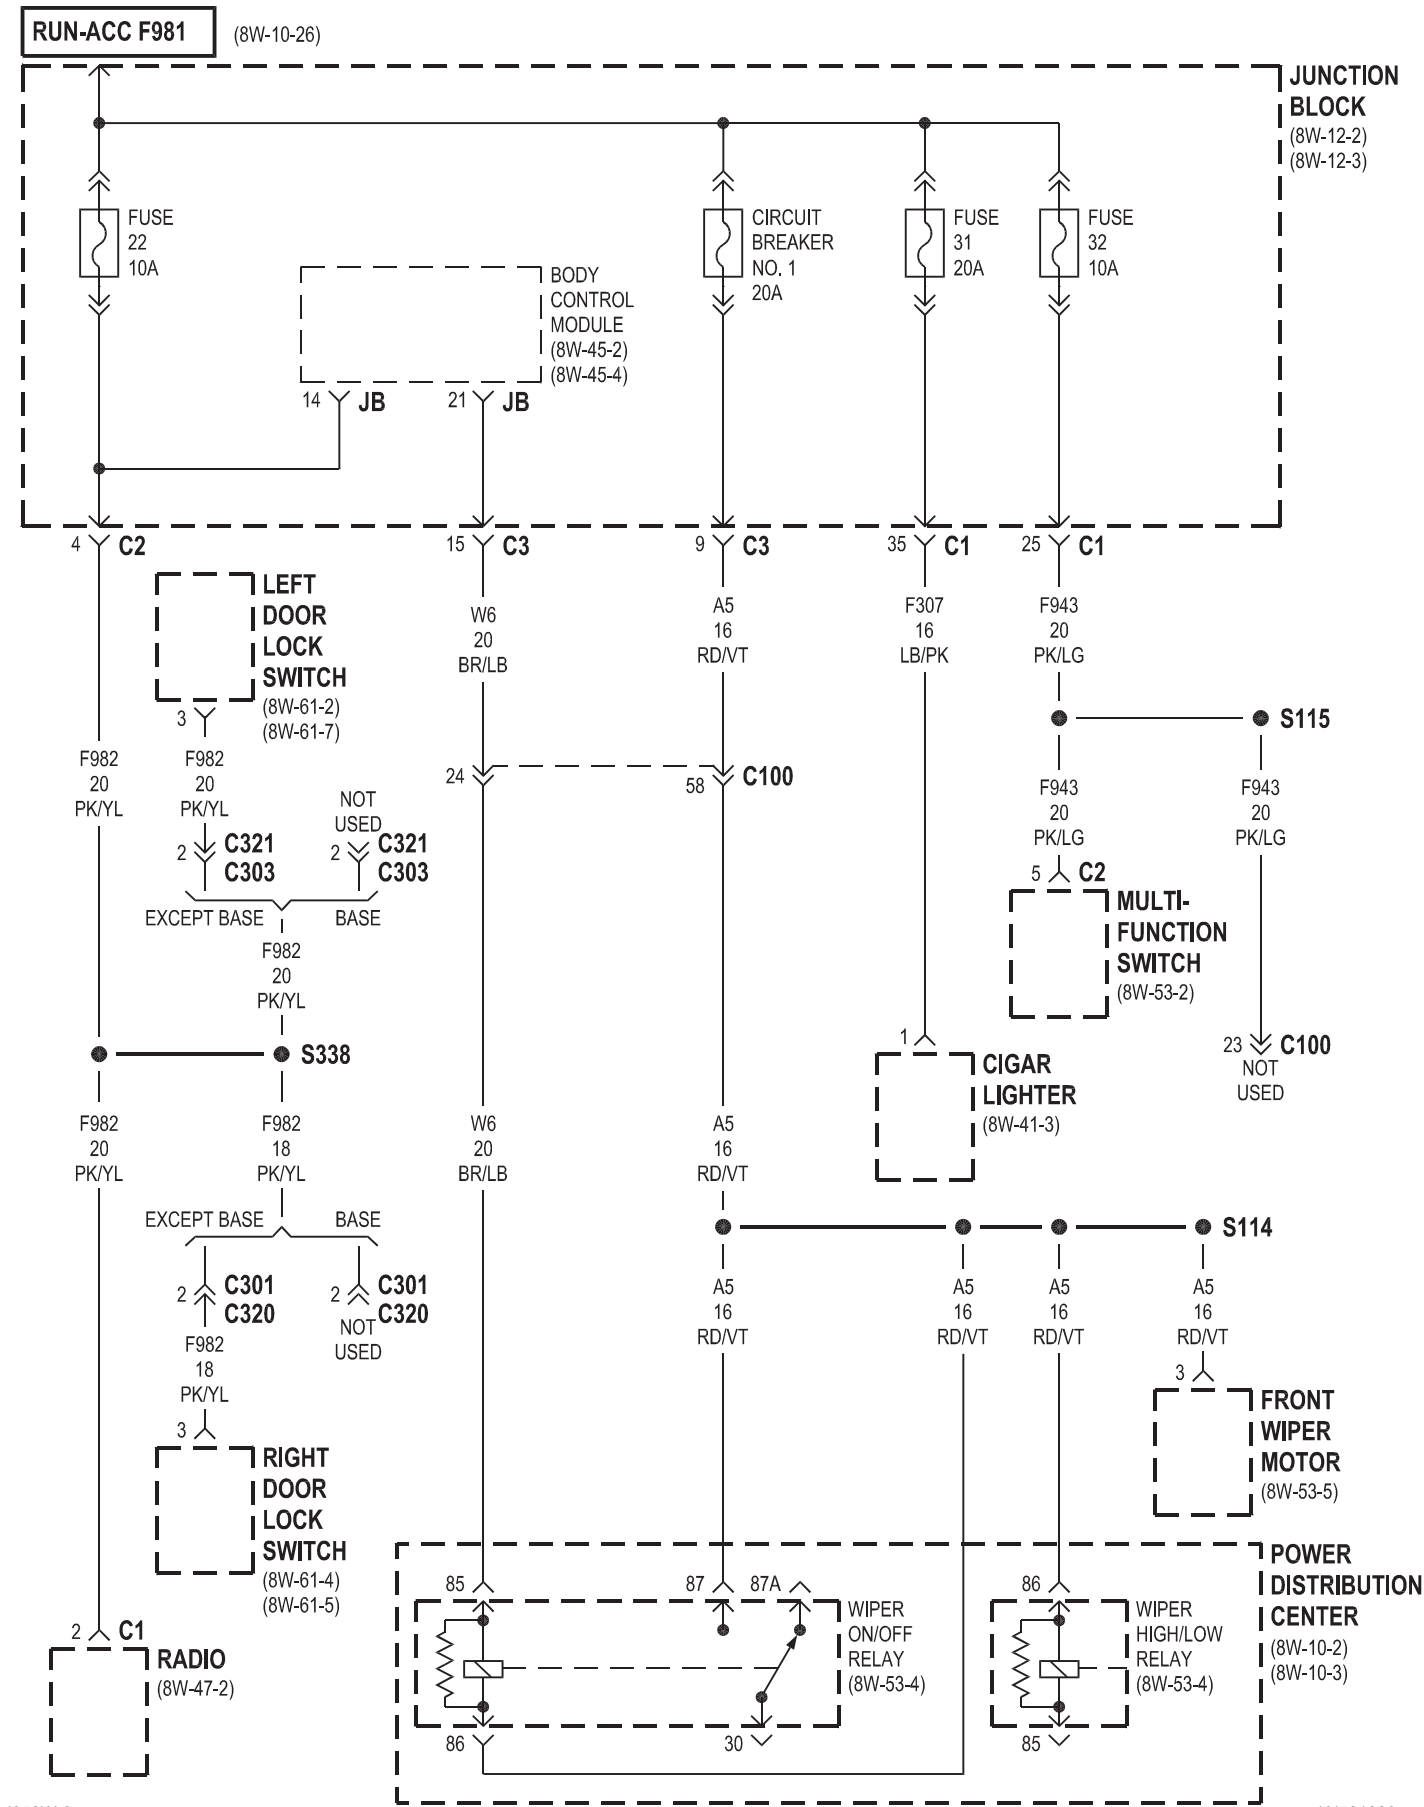 RUN-ACC F981 (8W-10-26)
JUNCTION
BLOCK
(8W-12-2)
(8W-12-3)
FUSE
22
10A
BODY
CONTROL
MODULE
(8W-45-2)
(8W-45-4)
CIRCUIT
BREAKER
NO. 1
20A
FUSE
31
20A
FUSE
32
10A
14 JB
21 JB
4 C2
15 C3
9 C3
35 C1
25 C1
LEFT
DOOR
LOCK
SWITCH
(8W-61-2)
(8W-61-7)
3
W6
20
BR/LB
A5
16
RD/VT
F307
16
LB/PK
F943
20
PK/LG
S115
F982
20
PK/YL
F982
20
PK/YL
NOT
USED
2 C321
C303
2 C321
C303
EXCEPT BASE
BASE
24
58 C100
F943
20
PK/LG
F943
20
PK/LG
5 C2
MULTI-
FUNCTION
SWITCH
(8W-53-2)
F982
20
PK/YL
S338
1
CIGAR
LIGHTER
(8W-41-3)
23 C100
NOT
USED
F982
20
PK/YL
F982
18
PK/YL
W6
20
BR/LB
A5
16
RD/VT
EXCEPT BASE
BASE
S114
2 C301
C320
2 C301
C320
NOT
USED
A5
16
RD/VT
A5
16
RD/VT
A5
16
RD/VT
A5
16
RD/VT
F982
18
PK/YL
3
3
FRONT
WIPER
MOTOR
(8W-53-5)
RIGHT
DOOR
LOCK
SWITCH
(8W-61-4)
(8W-61-5)
POWER
DISTRIBUTION
CENTER
(8W-10-2)
(8W-10-3)
85
87
87A
86
WIPER
ON/OFF
RELAY
(8W-53-4)
WIPER
HIGH/LOW
RELAY
(8W-53-4)
2 C1
RADIO
(8W-47-2)
86
30
85